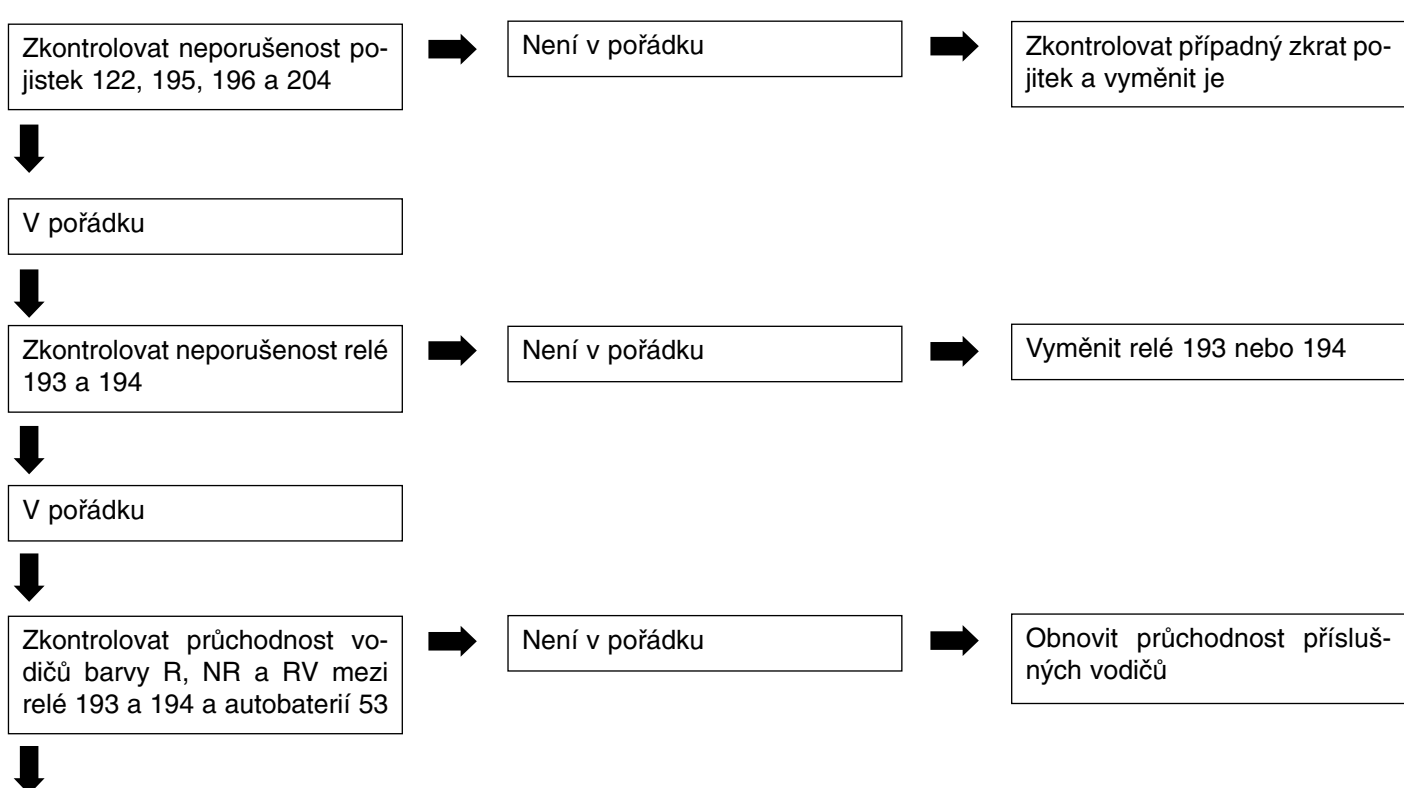 Zkontrolovat neporušenost po-
jistek 122, 195, 196 a 204
Není v pořádku
Zkontrolovat případný zkrat po-
jitek a vyměnit je
V pořádku
Zkontrolovat neporušenost relé
193 a 194
Není v pořádku
Vyměnit relé 193 nebo 194
V pořádku
Zkontrolovat průchodnost vo-
dičů barvy R, NR a RV mezi
relé 193 a 194 a autobaterií 53
Není v pořádku
Obnovit průchodnost přísluš-
ných vodičů